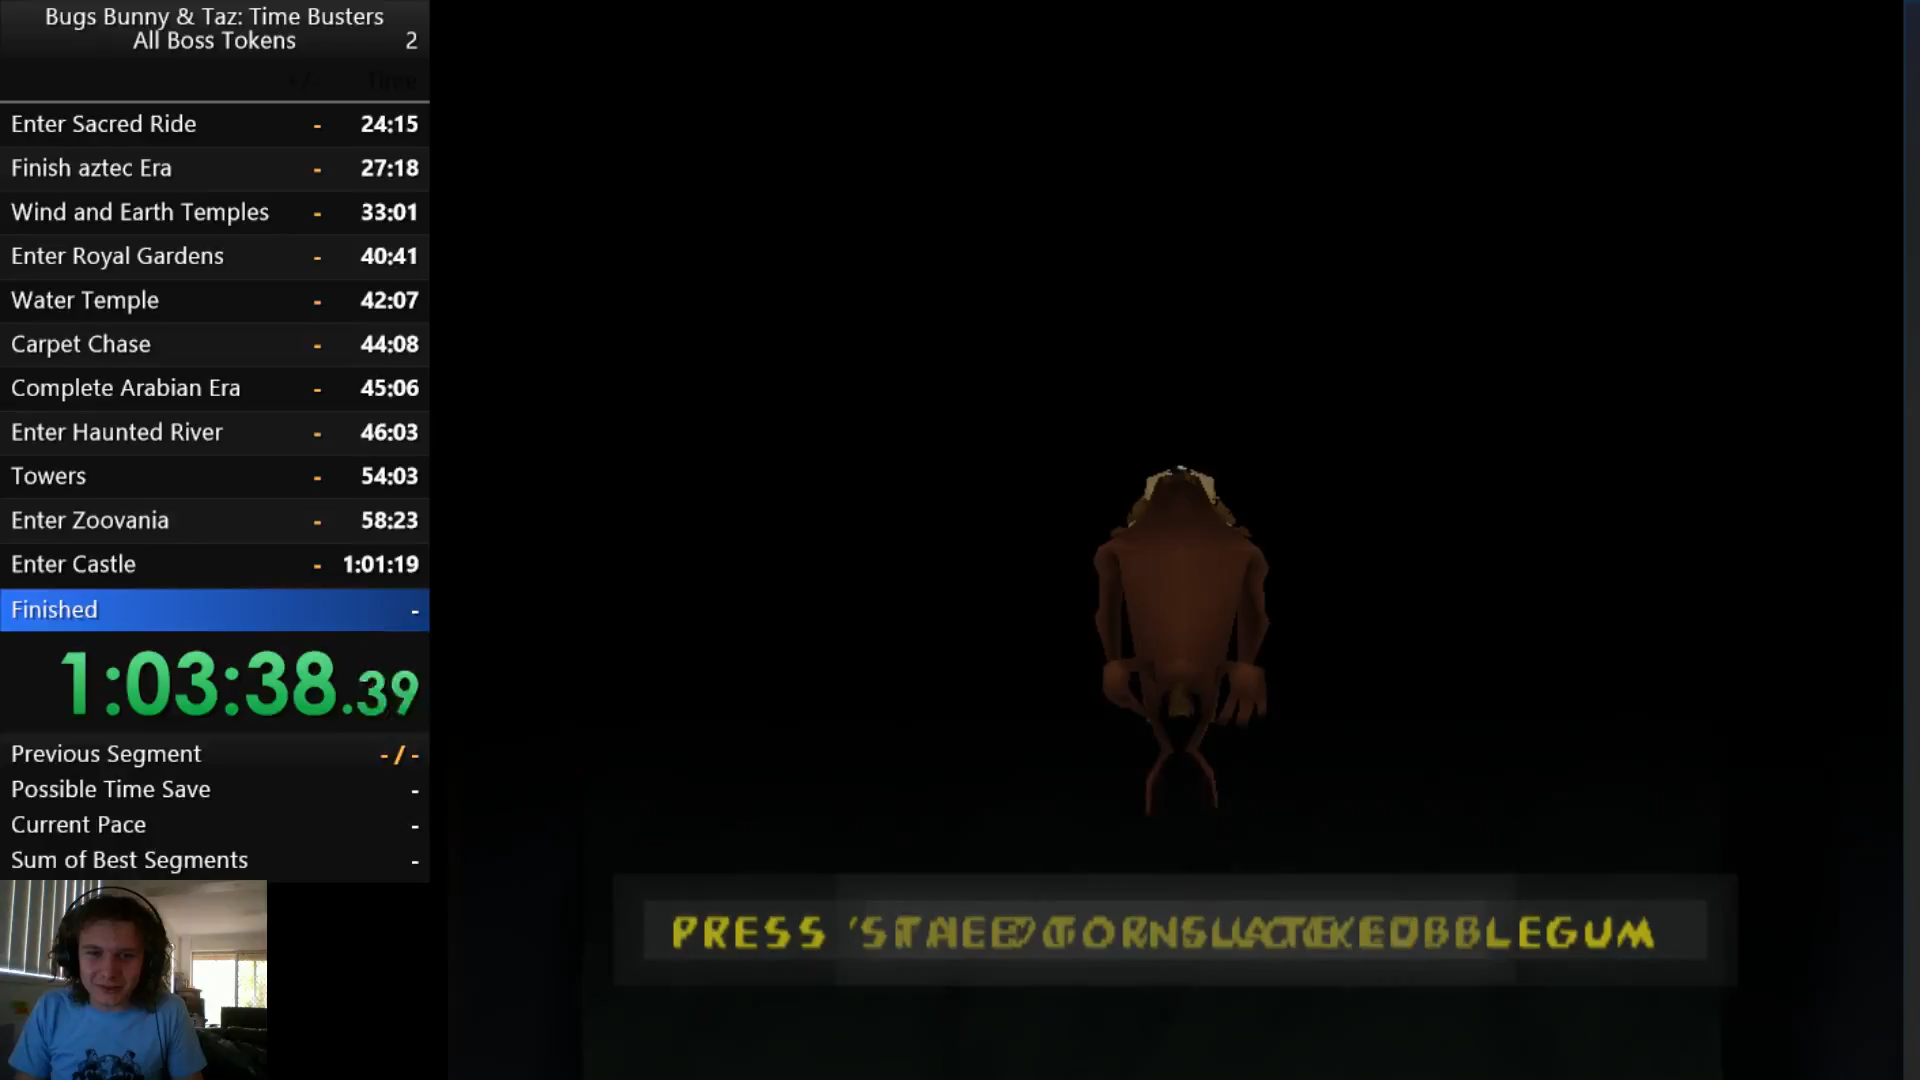 Bugs Bunny & Taz: Time Busters
All Boss Tokens 2
+/- Time
Enter Sacred Ride - 24:15
Finish aztec Era - 27:18
Wind and Earth Temples - 33:01
Enter Royal Gardens - 40:41
Water Temple - 42:07
Carpet Chase - 44:08
Complete Arabian Era - 45:06
Enter Haunted River - 46:03
Towers - 54:03
Enter Zoovania - 58:23
Enter Castle - 1:01:19
Finished -
1:03:38.39
Previous Segment - / -
Possible Time Save -
Current Pace -
Sum of Best Segments -
PRESS